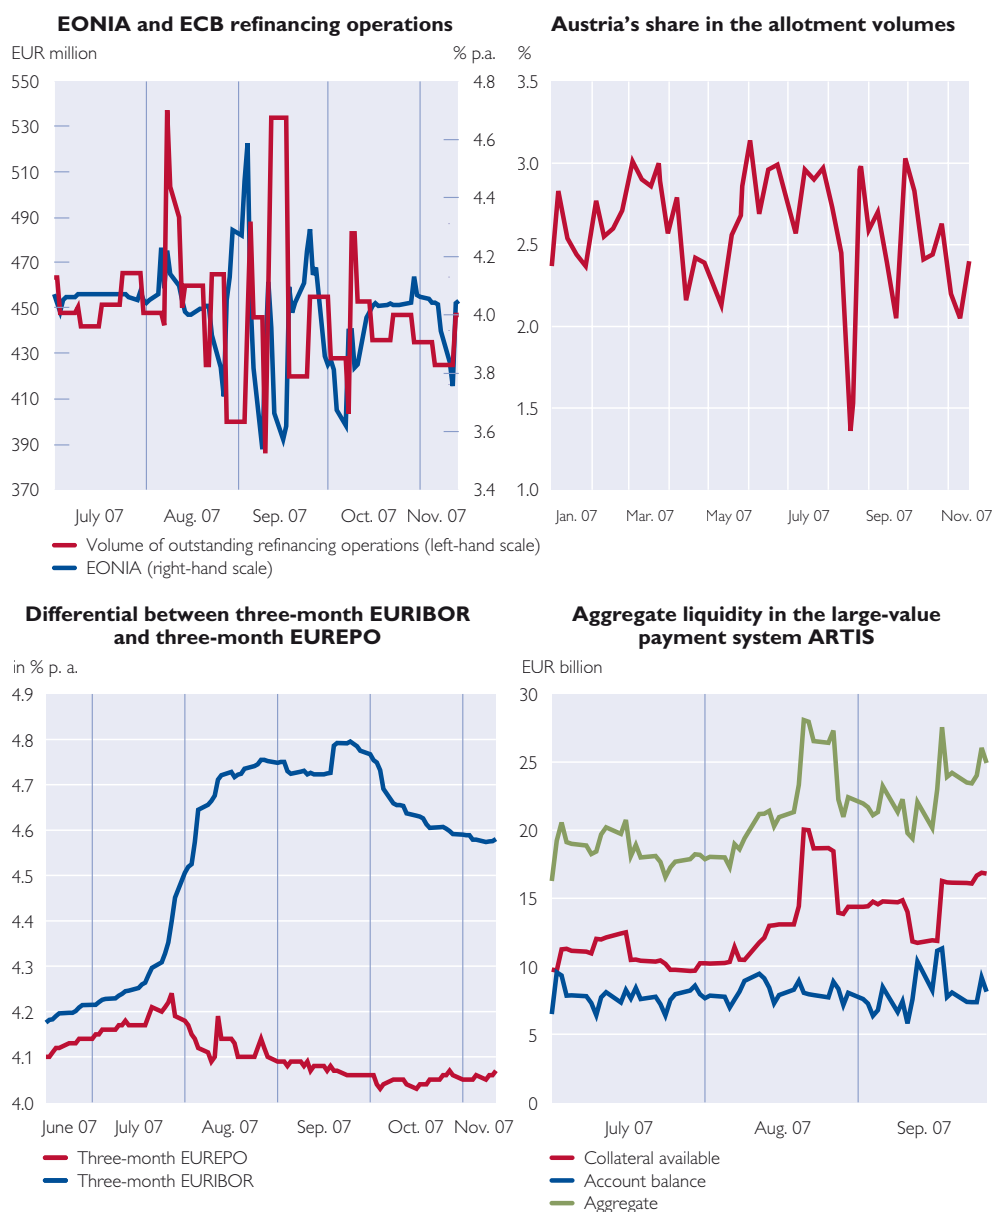 EONIA and ECB refinancing operations
EUR million
% p.a.
550
530
510
490
470
450
430
410
390
370
4.8
4.6
4.4
4.2
4.0
3.8
3.6
3.4
July 07
Aug. 07
Sep. 07
Oct. 07
Nov. 07
Volume of outstanding refinancing operations (left-hand scale)
EONIA (right-hand scale)
Austria’s share in the allotment volumes
%
3.5
3.0
2.5
2.0
1.5
1.0
Jan. 07
Mar. 07
May 07
July 07
Sep. 07
Nov. 07
Differential between three-month EURIBOR
and three-month EUREPO
in % p. a.
4.9
4.8
4.7
4.6
4.5
4.4
4.3
4.2
4.1
4.0
June 07
July 07
Aug. 07
Sep. 07
Oct. 07
Nov. 07
Three-month EUREPO
Three-month EURIBOR
Aggregate liquidity in the large-value
payment system ARTIS
EUR billion
30
25
20
15
10
5
0
July 07
Aug. 07
Sep. 07
Collateral available
Account balance
Aggregate